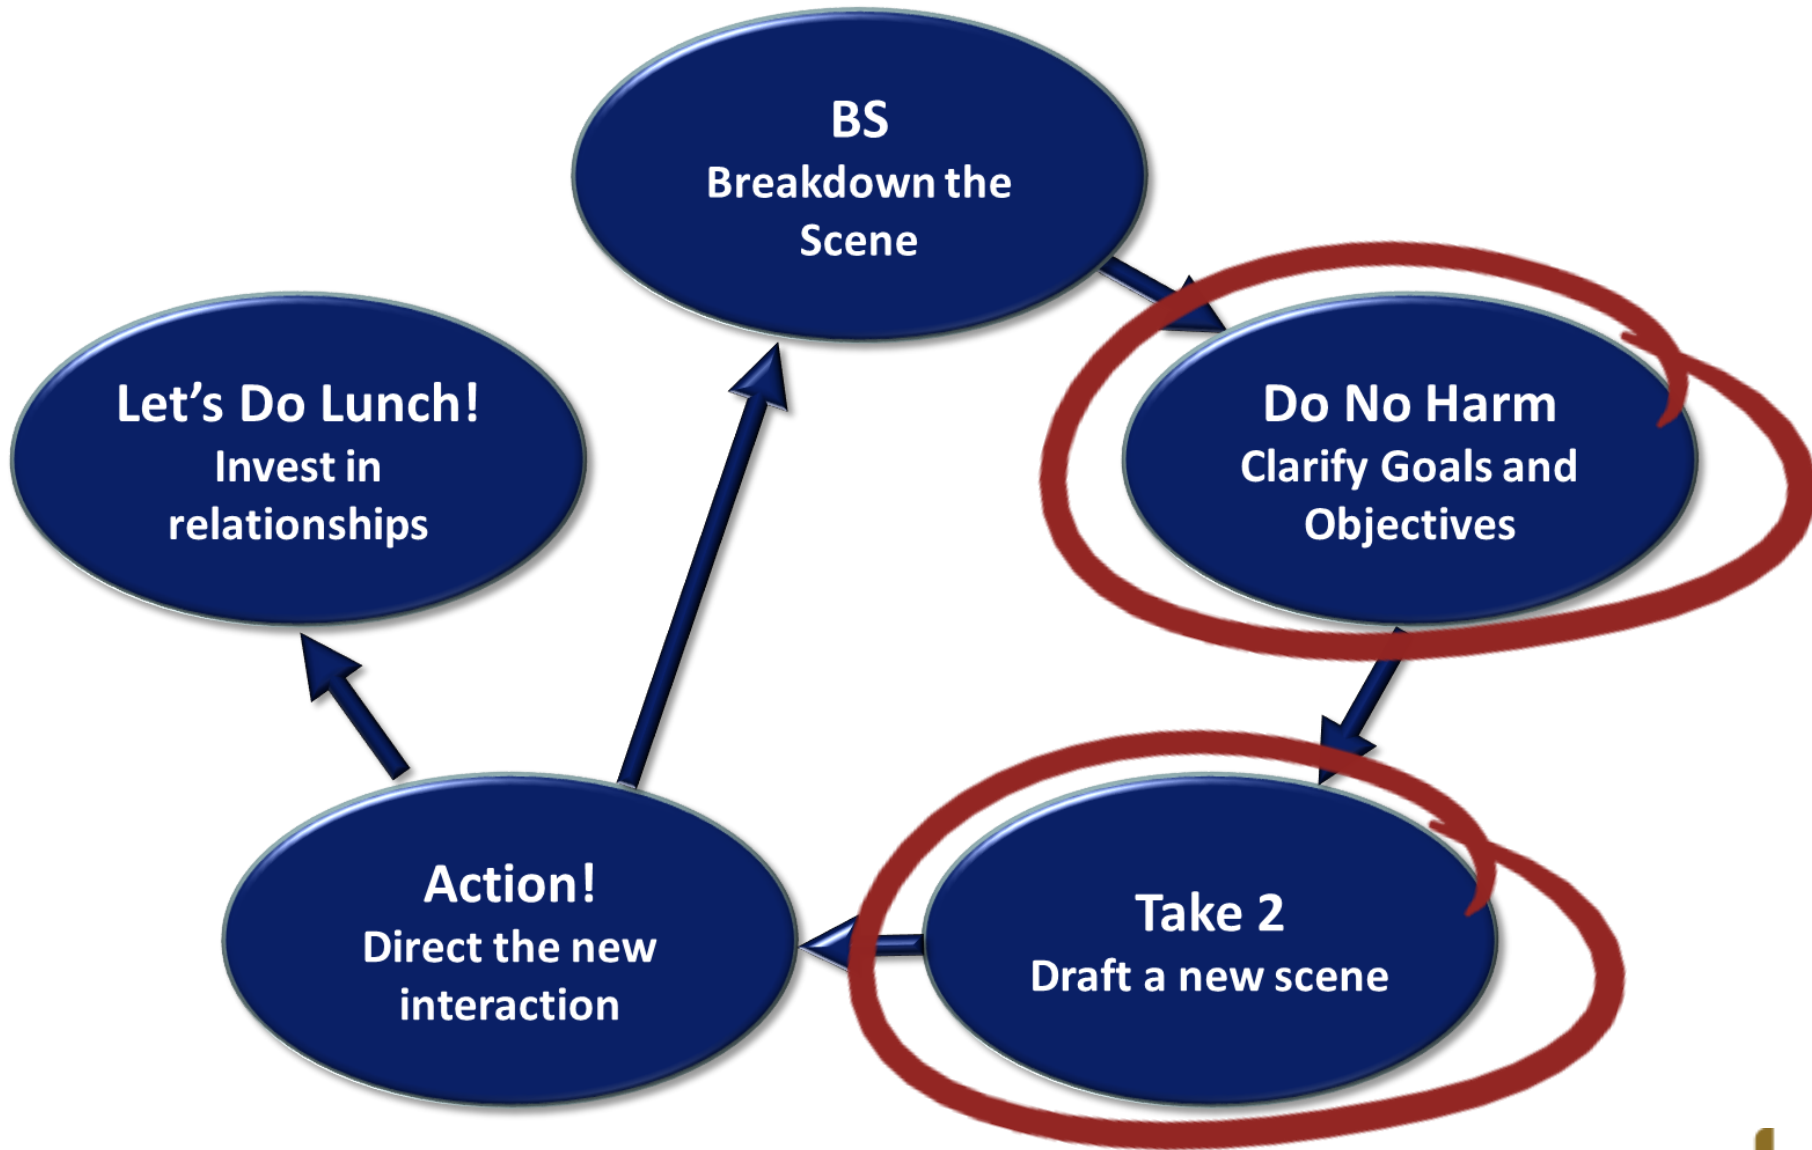 BS
Breakdown the
Scene
Do No Harm
Clarify Goals and
Objectives
Take 2
Draft a new scene
Action!
Direct the new
interaction
Let’s Do Lunch!
Invest in
relationships